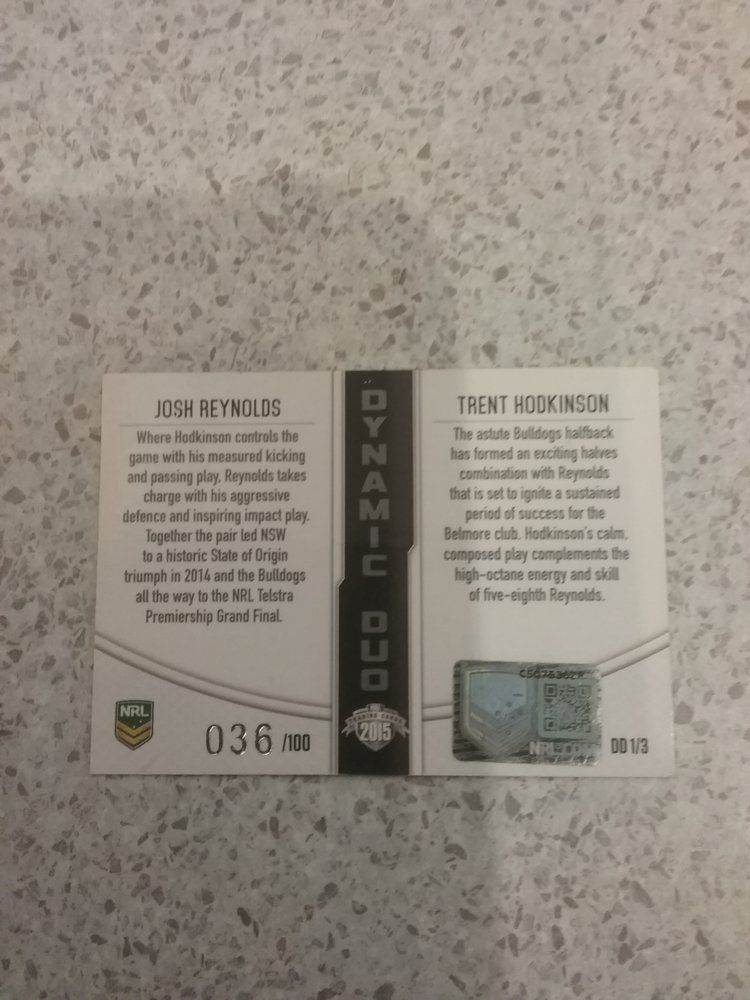 JOSH REYNOLDS
Where Hodkinson controls the
game with his measured kicking
and passing play, Reynolds takes
charge with his aggressive
defence and inspiring impact play.
Together the pair led NSW
to a historic State of Origin
triumph in 2014 and the Bulldogs
all the way to the NRL Telstra
Premiership Grand Final.
NRL
036 /100
DYNAMIC DUO
TRADING CARDS
2015
TRENT HODKINSON
The astute Bulldogs halfback
has formed an exciting halves
combination with Reynolds
that is set to ignite a sustained
period of success for the
Belmore club. Hodkinson's calm,
composed play complements the
high-octane energy and skill
of five-eighth Reynolds.
NRL.COM
DD 1/3